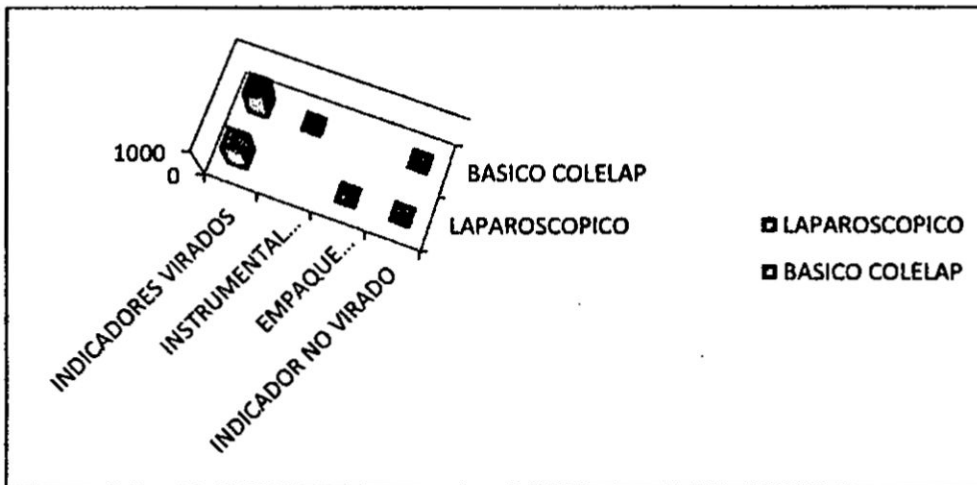 1000
0
BASICO COLELAP
LAPAROSCOPICO
INDICADORES VIRADOS
INSTRUMENTAL...
EMPAQUE...
INDICADOR NO VIRADO
LAPAROSCOPICO
BASICO COLELAP